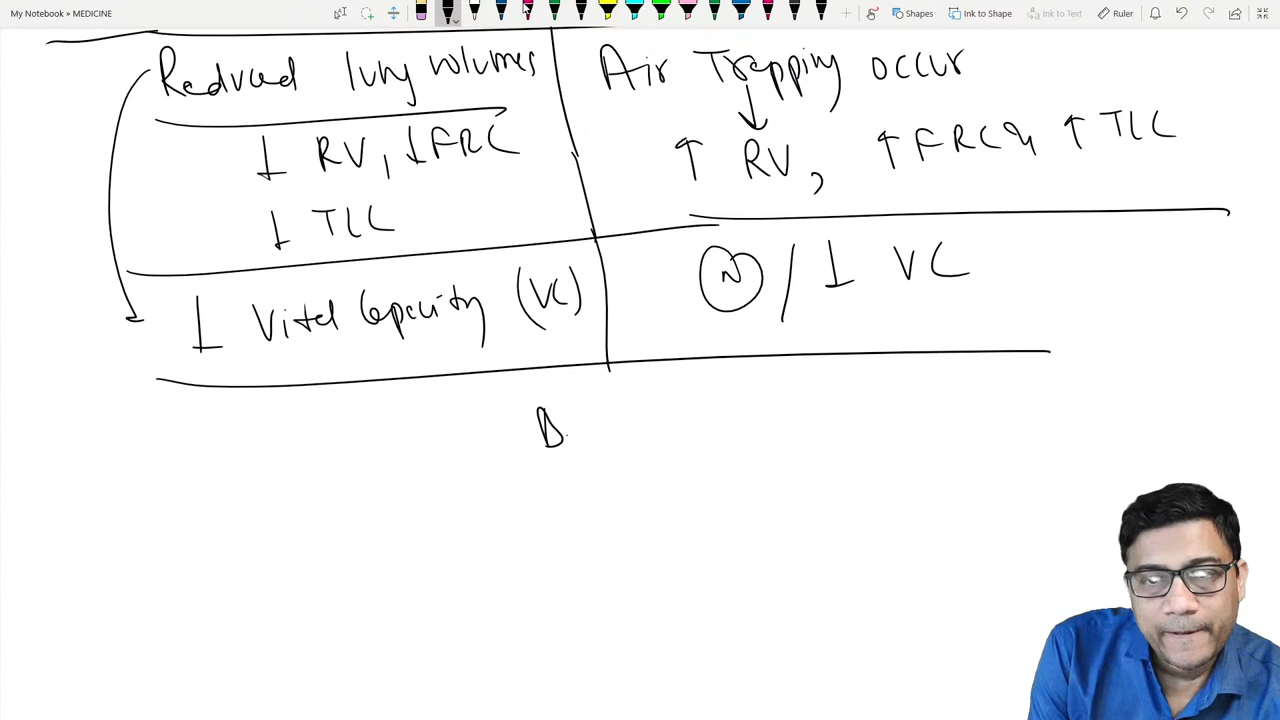 My Notebook » MEDICINE
Shapes Ink to Shape Ink to Text Ruler
Reduced lung volumes
↓ RV, ↓ FRC
↓ TLC
↓ Vital Capacity (VC)
Air Trapping occur
↓
↑ RV, ↑ FRC & ↑ TLC
N / ↓ VC
B